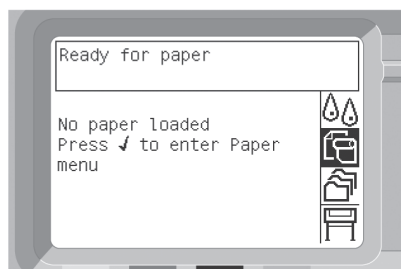 Ready for paper
No paper loaded
Press ✓ to enter Paper
menu